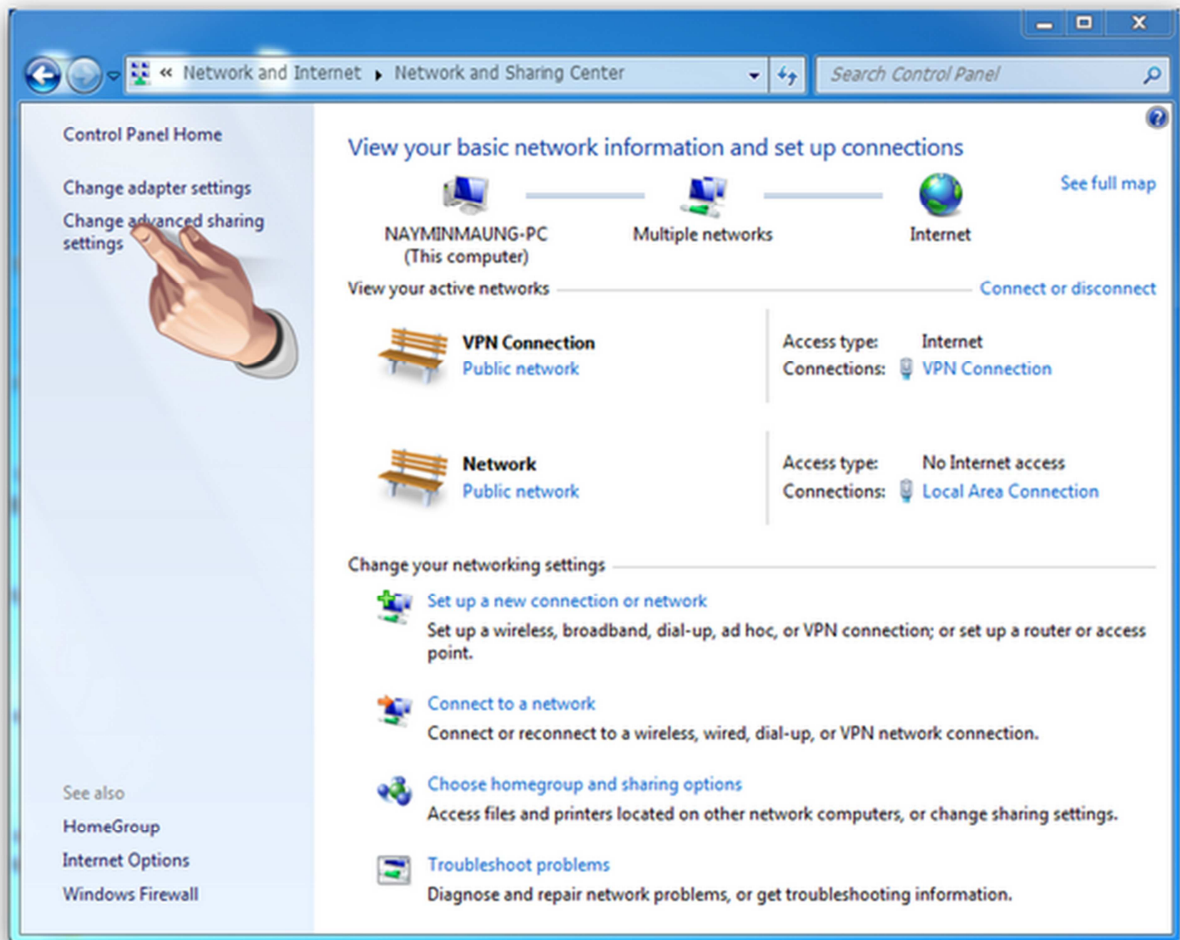 « Network and Internet ▸ Network and Sharing Center
Search Control Panel
Control Panel Home
Change adapter settings
Change advanced sharing
settings
See also
HomeGroup
Internet Options
Windows Firewall
View your basic network information and set up connections
See full map
NAYMINMAUNG-PC
(This computer)
Multiple networks
Internet
View your active networks
Connect or disconnect
VPN Connection
Public network
Access type: Internet
Connections: VPN Connection
Network
Public network
Access type: No Internet access
Connections: Local Area Connection
Change your networking settings
Set up a new connection or network
Set up a wireless, broadband, dial-up, ad hoc, or VPN connection; or set up a router or access
point.
Connect to a network
Connect or reconnect to a wireless, wired, dial-up, or VPN network connection.
Choose homegroup and sharing options
Access files and printers located on other network computers, or change sharing settings.
Troubleshoot problems
Diagnose and repair network problems, or get troubleshooting information.